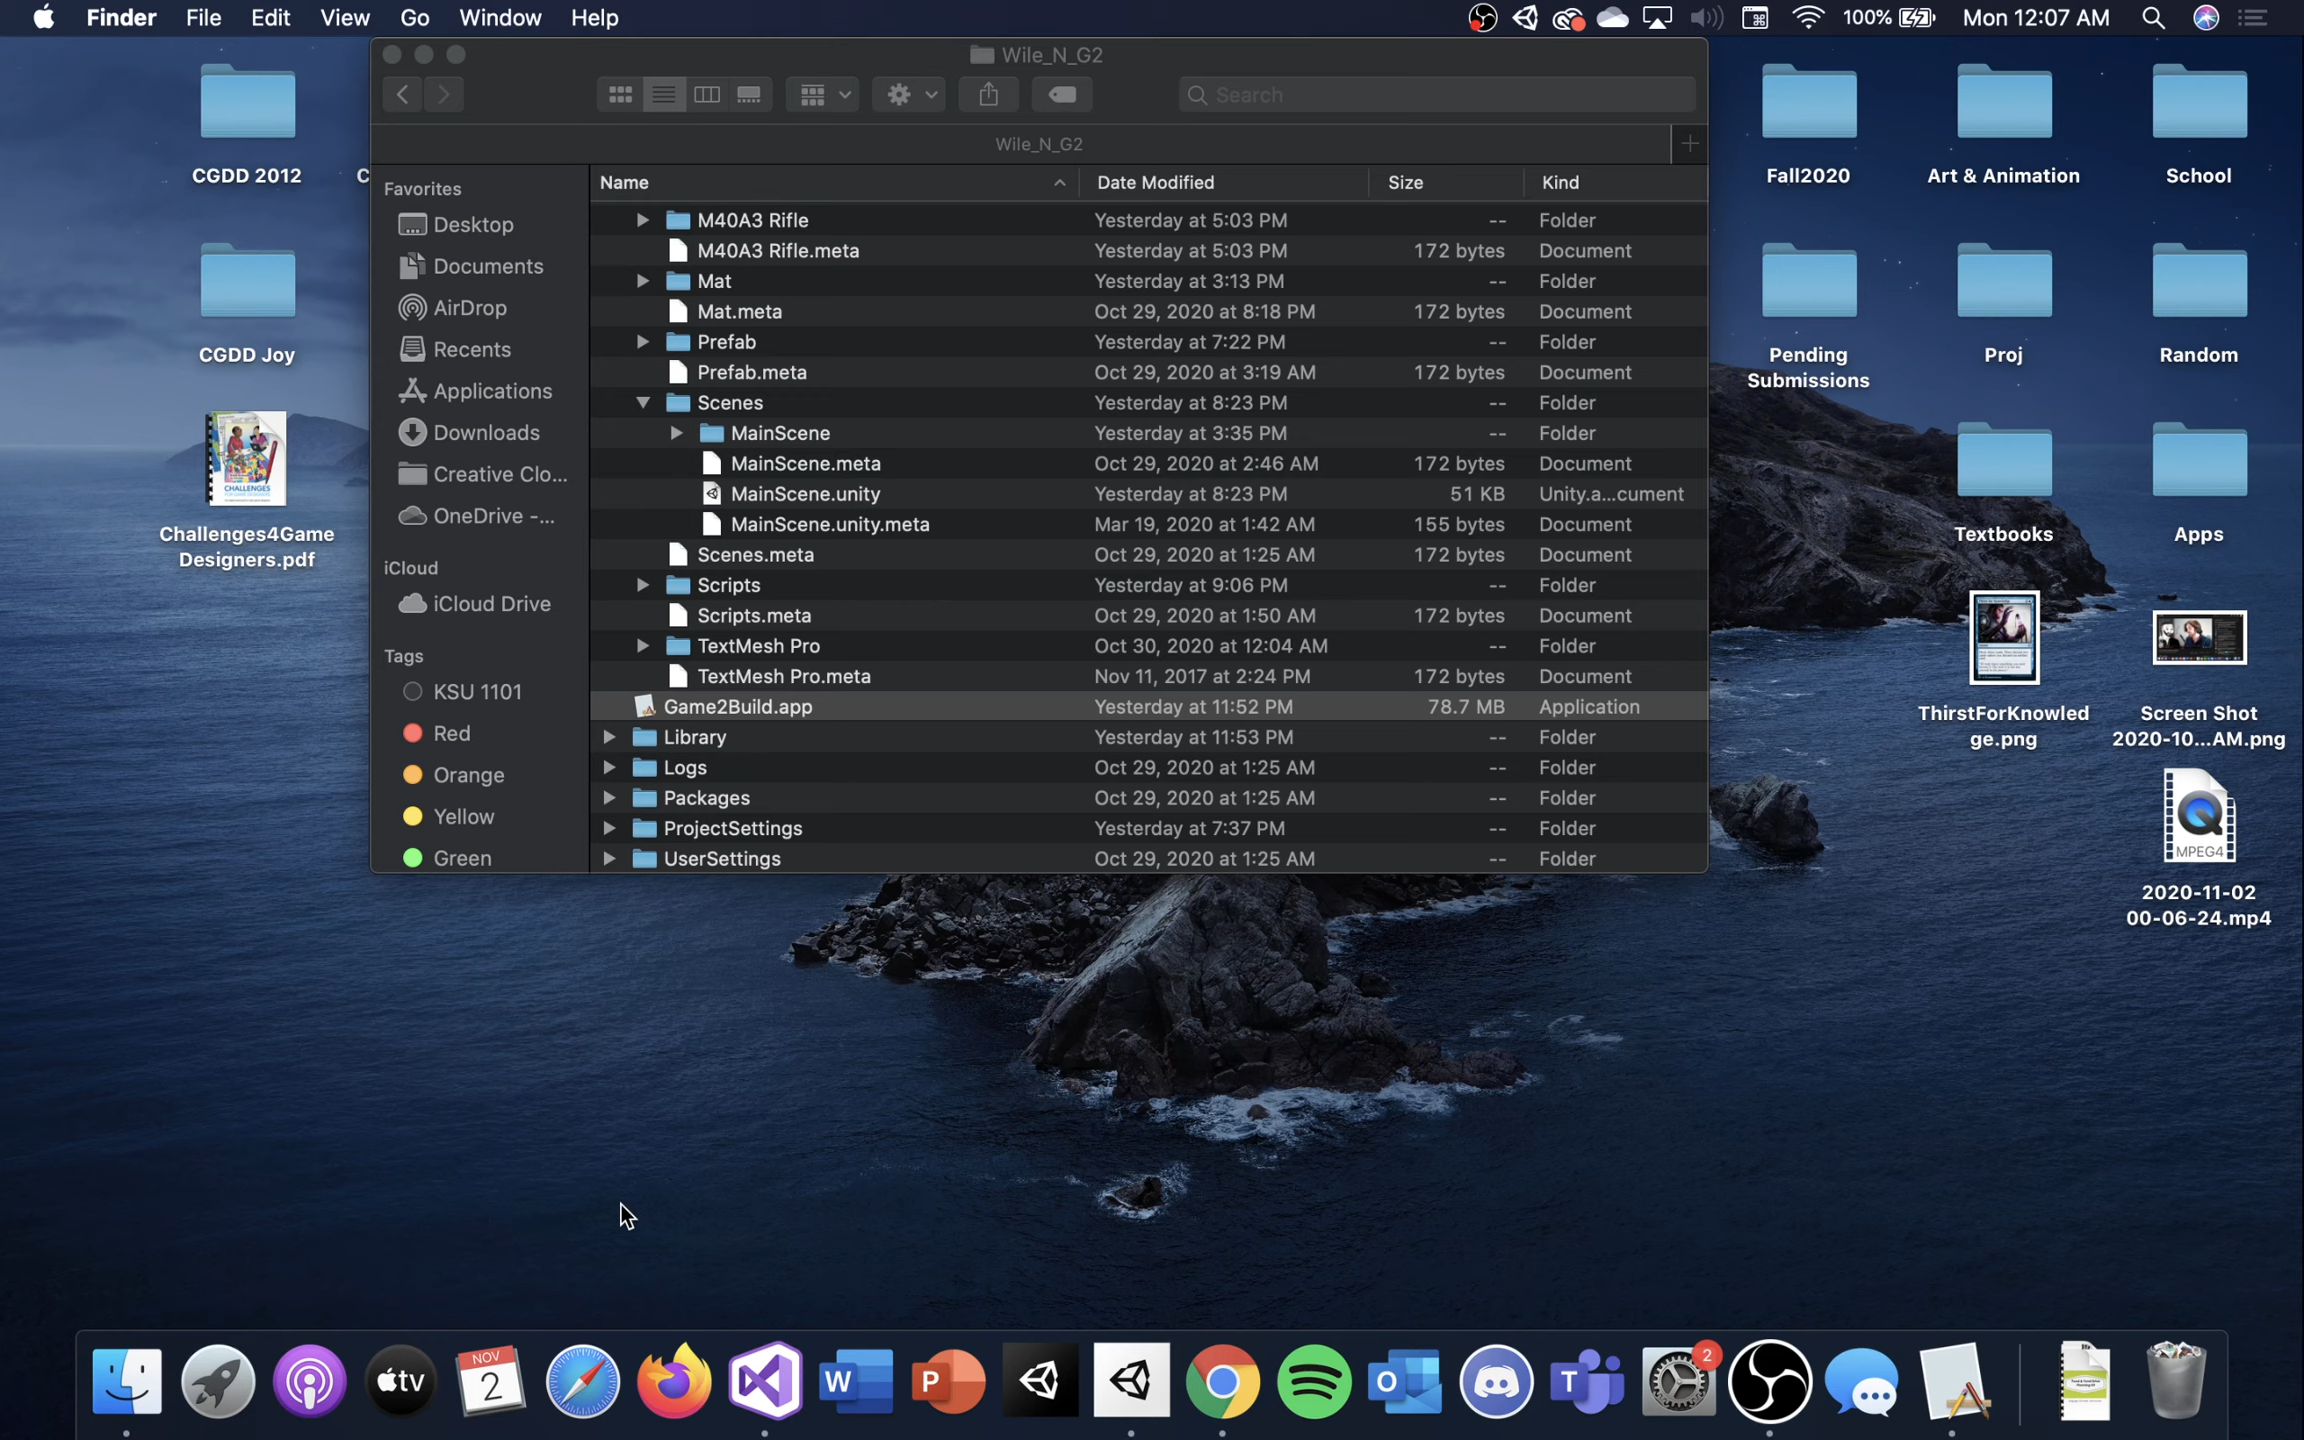 Finder File Edit View Go Window Help 100% Mon 12:07 AM
Wile_N_G2
Search
Wile_N_G2
Favorites
Desktop
Documents
AirDrop
Recents
Applications
Downloads
Creative Clo...
OneDrive -...
iCloud
iCloud Drive
Tags
KSU 1101
Red
Orange
Yellow
Green
Name Date Modified Size Kind
M40A3 Rifle Yesterday at 5:03 PM -- Folder
M40A3 Rifle.meta Yesterday at 5:03 PM 172 bytes Document
Mat Yesterday at 3:13 PM -- Folder
Mat.meta Oct 29, 2020 at 8:18 PM 172 bytes Document
Prefab Yesterday at 7:22 PM -- Folder
Prefab.meta Oct 29, 2020 at 3:19 AM 172 bytes Document
Scenes Yesterday at 8:23 PM -- Folder
MainScene Yesterday at 3:35 PM -- Folder
MainScene.meta Oct 29, 2020 at 2:46 AM 172 bytes Document
MainScene.unity Yesterday at 8:23 PM 51 KB Unity.a...cument
MainScene.unity.meta Mar 19, 2020 at 1:42 AM 155 bytes Document
Scenes.meta Oct 29, 2020 at 1:25 AM 172 bytes Document
Scripts Yesterday at 9:06 PM -- Folder
Scripts.meta Oct 29, 2020 at 1:50 AM 172 bytes Document
TextMesh Pro Oct 30, 2020 at 12:04 AM -- Folder
TextMesh Pro.meta Nov 11, 2017 at 2:24 PM 172 bytes Document
Game2Build.app Yesterday at 11:52 PM 78.7 MB Application
Library Yesterday at 11:53 PM -- Folder
Logs Oct 29, 2020 at 1:25 AM -- Folder
Packages Oct 29, 2020 at 1:25 AM -- Folder
ProjectSettings Yesterday at 7:37 PM -- Folder
UserSettings Oct 29, 2020 at 1:25 AM -- Folder
CGDD 2012
C
CGDD Joy
CHALLENGES
Challenges4Game
Designers.pdf
Fall2020
Art & Animation
School
Pending
Submissions
Proj
Random
Textbooks
Apps
ThirstForKnowled
ge.png
Screen Shot
2020-10...AM.png
MPEG4
2020-11-02
00-06-24.mp4
tv
NOV
2
W
P
O
T
2